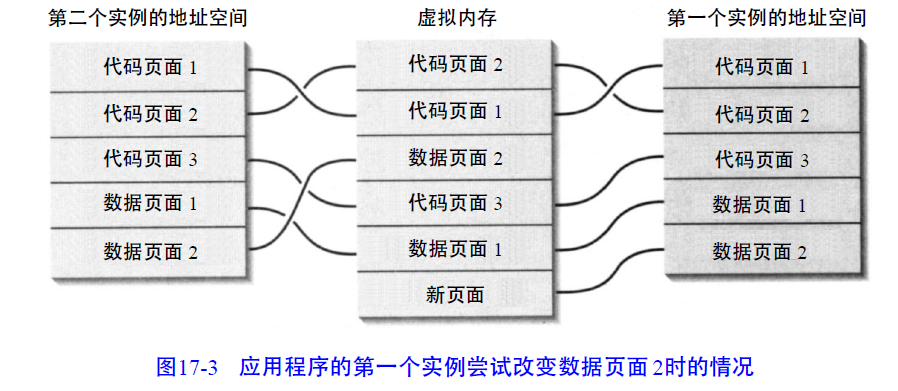 第二个实例的地址空间
代码页面 1
代码页面 2
代码页面 3
数据页面 1
数据页面 2
虚拟内存
代码页面 2
代码页面 1
数据页面 2
代码页面 3
数据页面 1
新页面
第一个实例的地址空间
代码页面 1
代码页面 2
代码页面 3
数据页面 1
数据页面 2
图17-3 应用程序的第一个实例尝试改变数据页面2时的情况